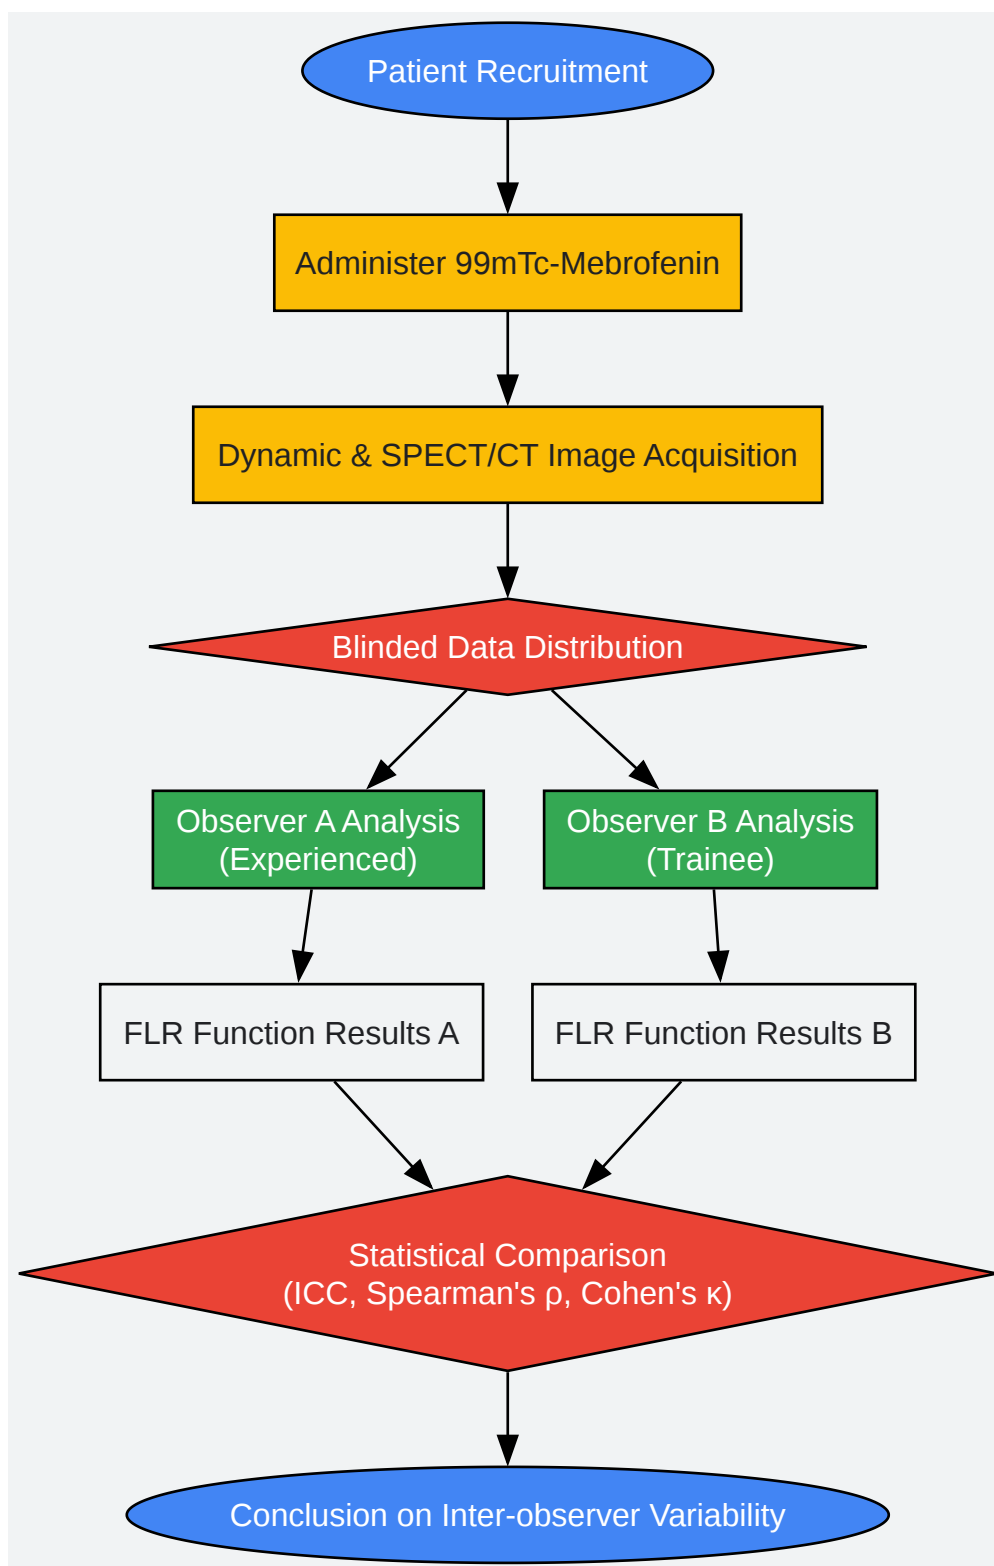 Patient Recruitment
Administer 99mTc-Mebrofenin
Dynamic & SPECT/CT Image Acquisition
Blinded Data Distribution
Observer A Analysis
(Experienced)
Observer B Analysis
(Trainee)
FLR Function Results A
FLR Function Results B
Statistical Comparison
(ICC, Spearman's ρ, Cohen's κ)
Conclusion on Inter-observer Variability